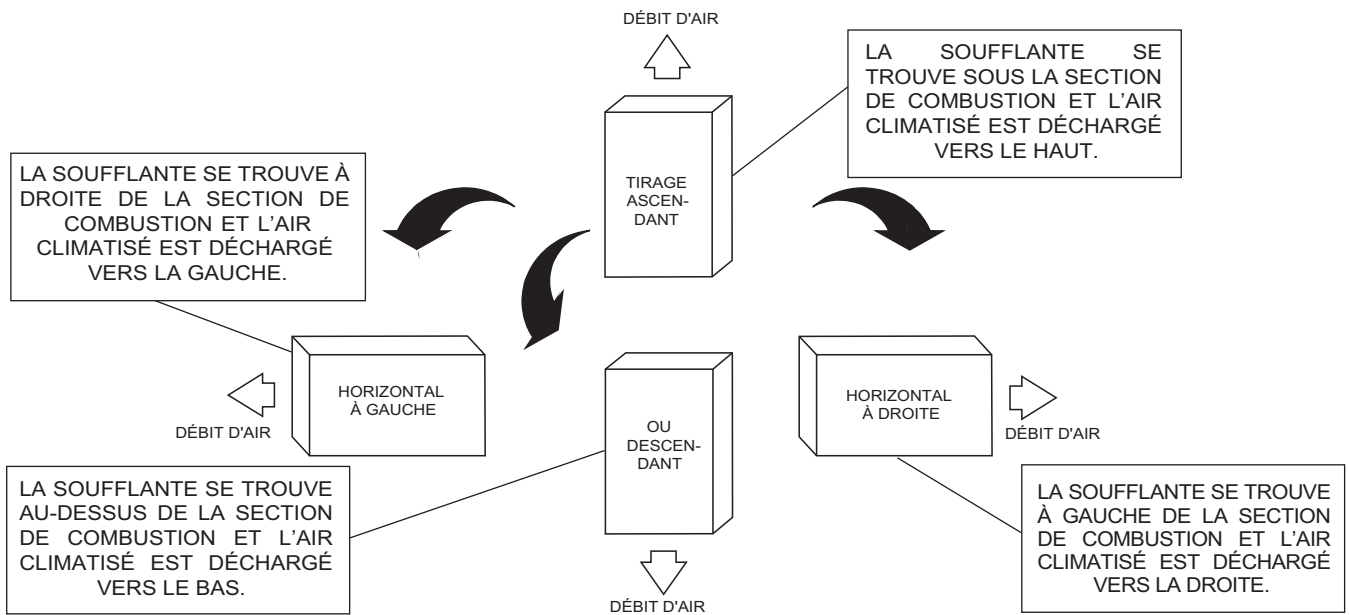 DÉBIT D'AIR
LA SOUFFLANTE SE
TROUVE SOUS LA SECTION
DE COMBUSTION ET L'AIR
CLIMATISÉ EST DÉCHARGÉ
VERS LE HAUT.
LA SOUFFLANTE SE TROUVE À
DROITE DE LA SECTION DE
COMBUSTION ET L'AIR
CLIMATISÉ EST DÉCHARGÉ
VERS LA GAUCHE.
TIRAGE
ASCEN-
DANT
HORIZONTAL
À GAUCHE
DÉBIT D'AIR
OU
DESCEN-
DANT
HORIZONTAL
À DROITE
DÉBIT D'AIR
LA SOUFFLANTE SE TROUVE
AU-DESSUS DE LA SECTION
DE COMBUSTION ET L'AIR
CLIMATISÉ EST DÉCHARGÉ
VERS LE BAS.
DÉBIT D'AIR
LA SOUFFLANTE SE TROUVE
À GAUCHE DE LA SECTION
DE COMBUSTION ET L'AIR
CLIMATISÉ EST DÉCHARGÉ
VERS LA DROITE.